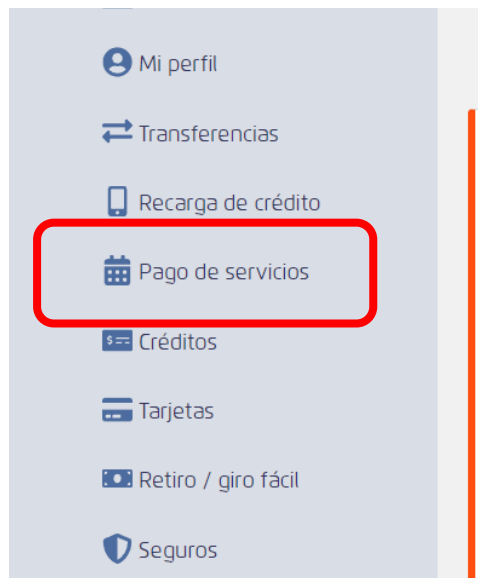 Mi perfil
Transferencias
Recarga de crédito
Pago de servicios
Créditos
Tarjetas
Retiro / giro fácil
Seguros